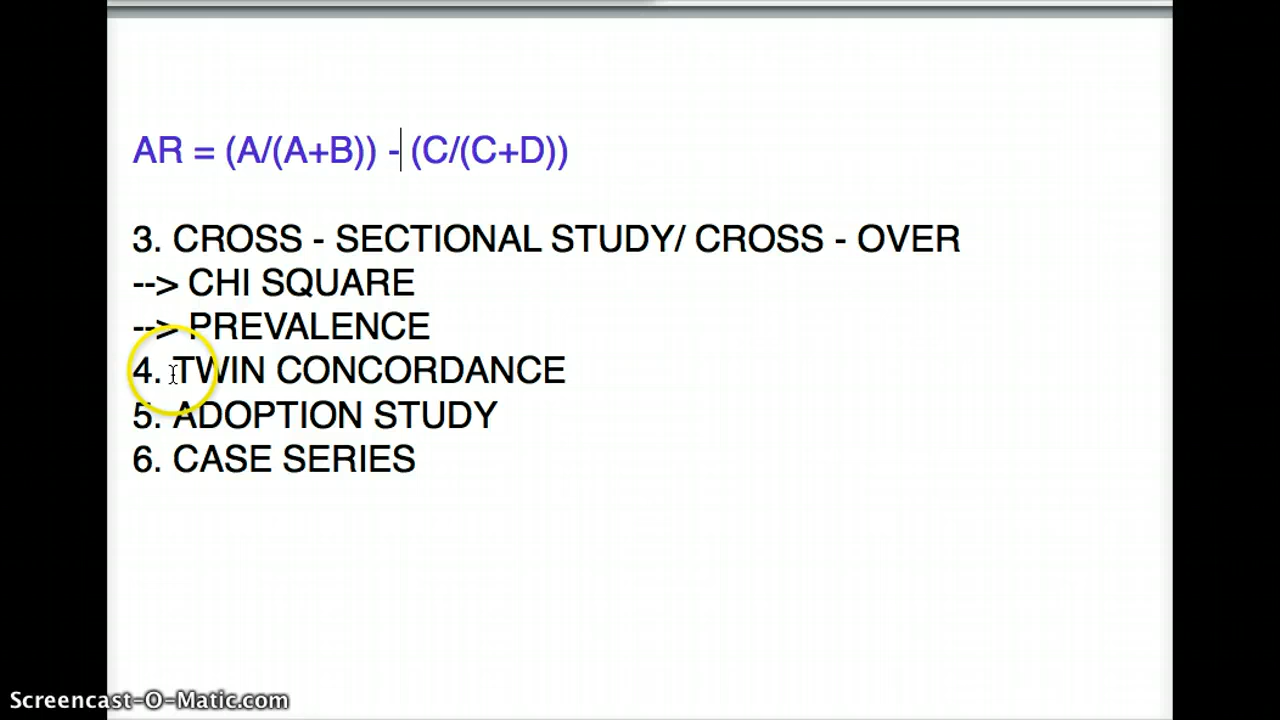 AR = (A/(A+B)) - (C/(C+D))
3. CROSS - SECTIONAL STUDY/ CROSS - OVER
--> CHI SQUARE
--> PREVALENCE
4. TWIN CONCORDANCE
5. ADOPTION STUDY
6. CASE SERIES
Screencast-O-Matic.com